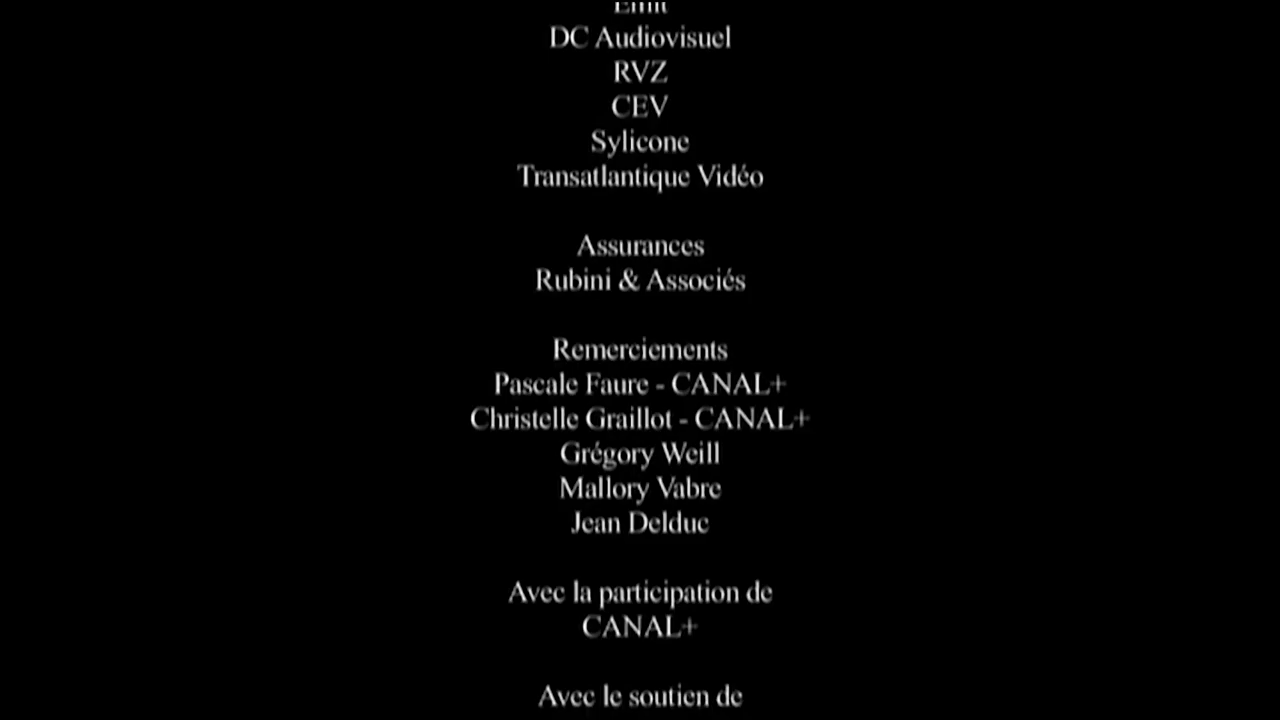 DC Audiovisuel
RVZ
CEV
Sylicone
Transatlantique Vidéo
Assurances
Rubini & Associés
Remerciements
Pascale Faure - CANAL+
Christelle Graillot - CANAL+
Grégory Weill
Mallory Vabre
Jean Delduc
Avec la participation de
CANAL+
Avec le soutien de